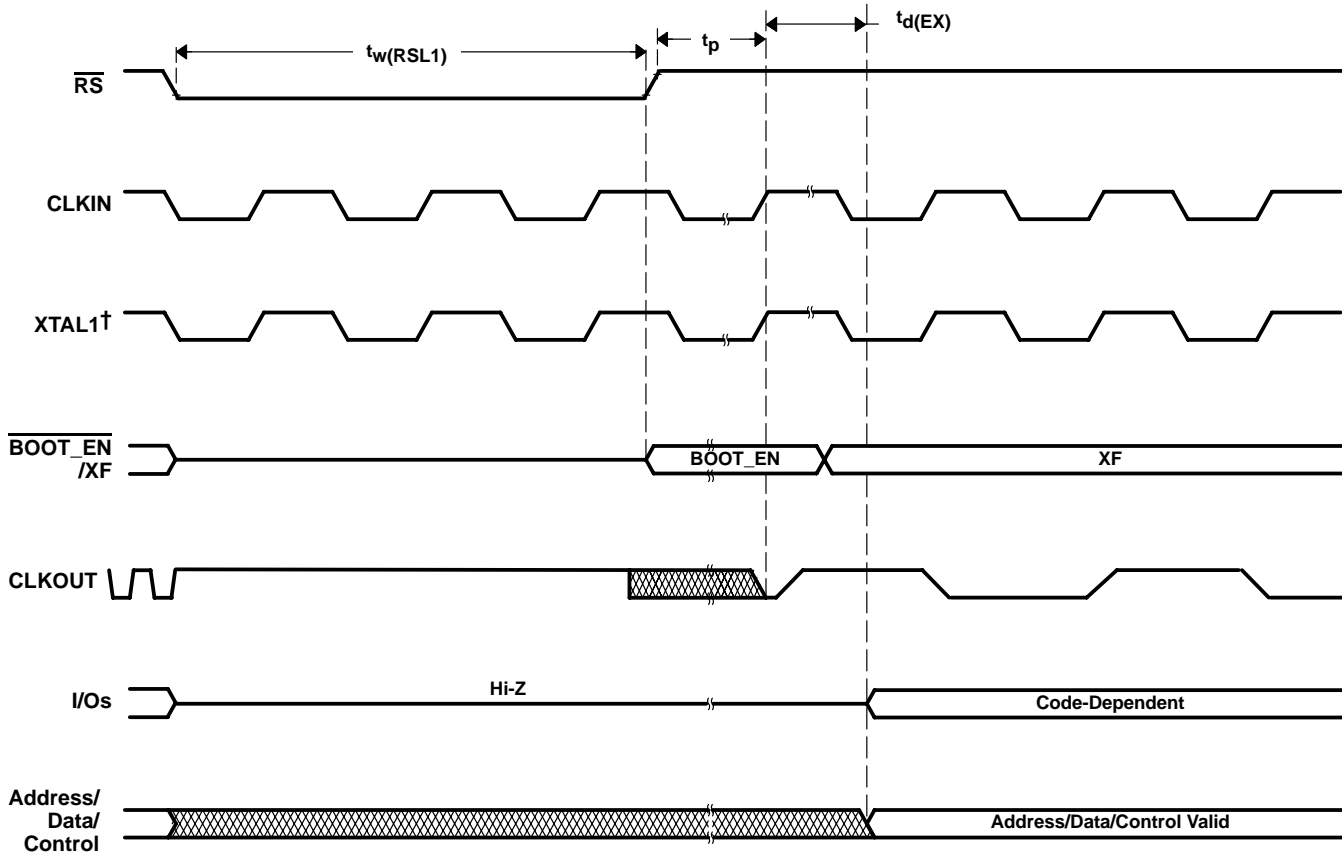 td(EX)
tw(RSL1)
tp
RS
CLKIN
XTAL1†
BOOT_EN
/XF
BOOT_EN
XF
CLKOUT
I/Os
Hi-Z
Code-Dependent
Address/
Data/
Control
Address/Data/Control Valid